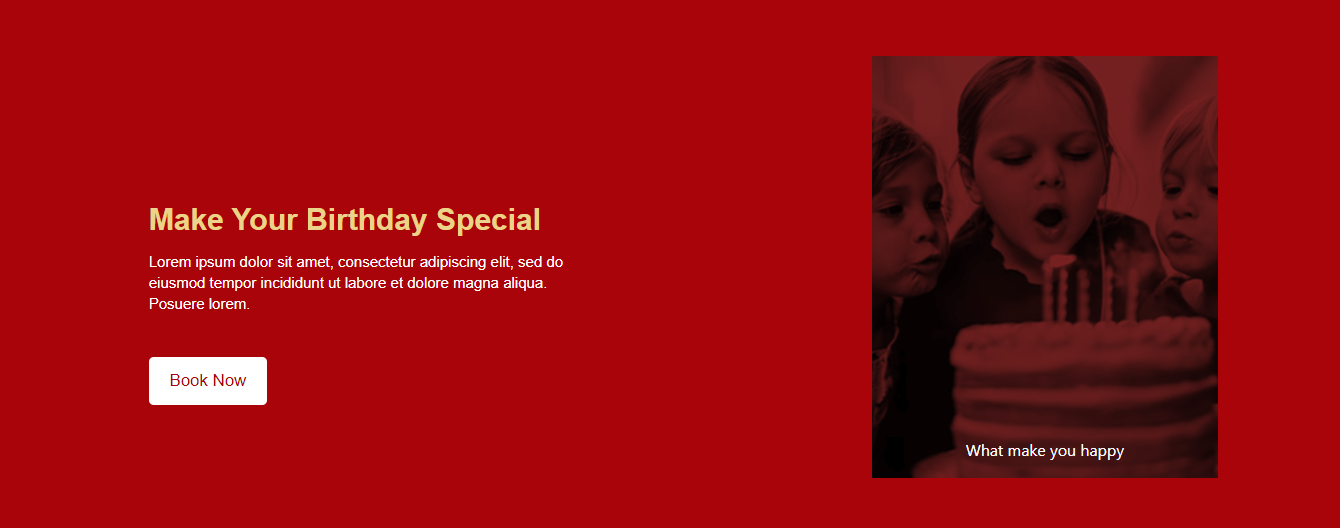 Make Your Birthday Special
Lorem ipsum dolor sit amet, consectetur adipiscing elit, sed do
eiusmod tempor incididunt ut labore et dolore magna aliqua.
Posuere lorem.
Book Now
What make you happy